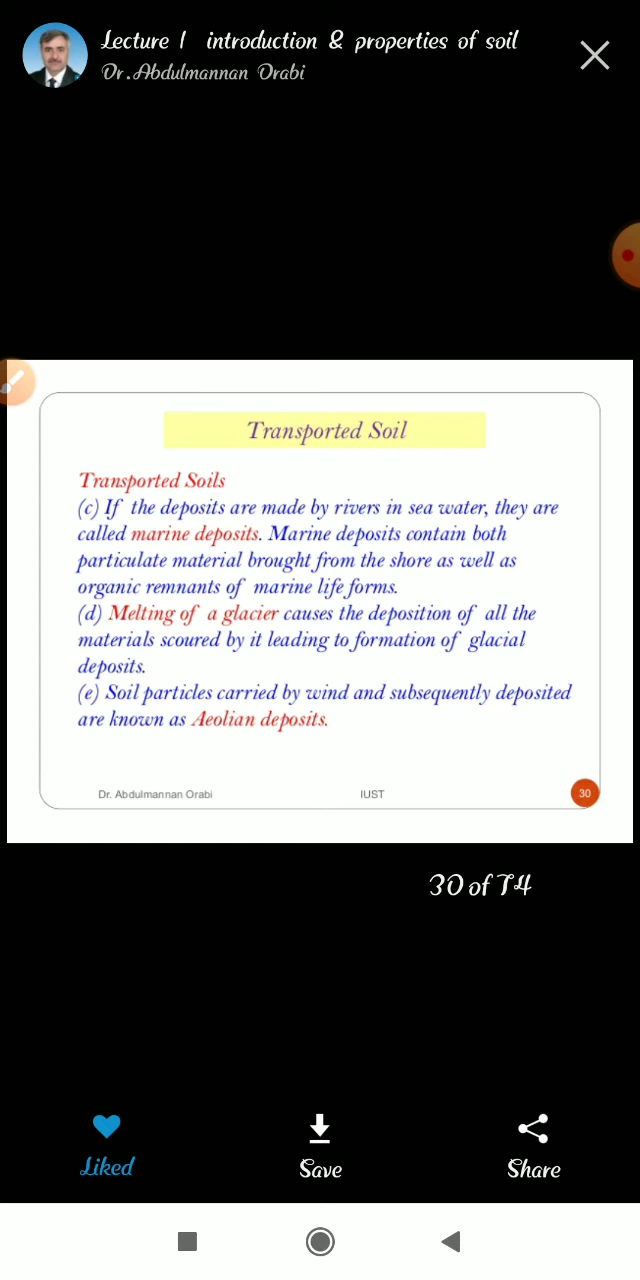 Lecture 1 introduction & properties of soil
Dr.Abdulmannan Orabi
Transported Soil
Transported Soils
(c) If the deposits are made by rivers in sea water, they are
called marine deposits. Marine deposits contain both
particulate material brought from the shore as well as
organic remnants of marine life forms.
(d) Melting of a glacier causes the deposition of all the
materials scoured by it leading to formation of glacial
deposits.
(e) Soil particles carried by wind and subsequently deposited
are known as Aeolian deposits.
Dr. Abdulmannan Orabi IUST 30
30 of 74
Liked Save Share